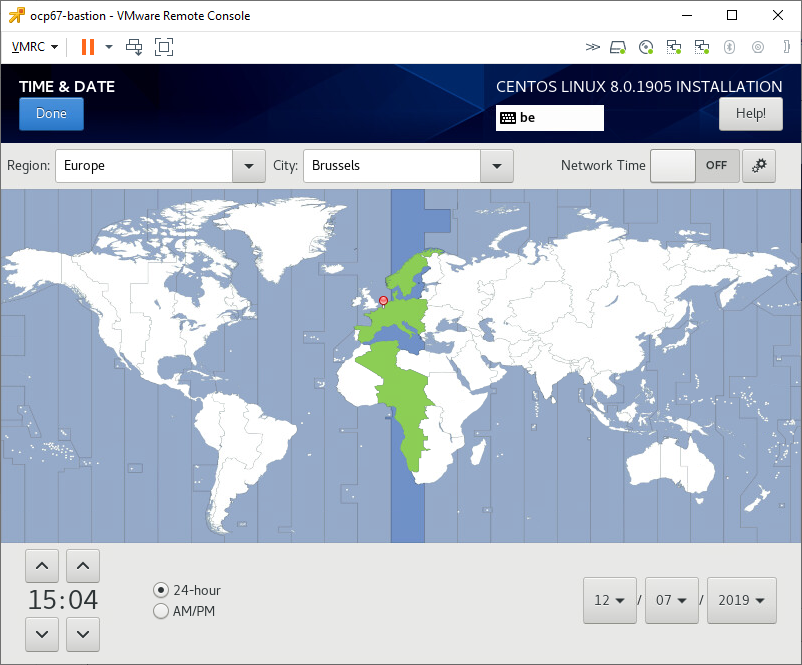 ocp67-bastion - VMware Remote Console
VMRC
TIME & DATE
CENTOS LINUX 8.0.1905 INSTALLATION
Done
be
Help!
Region: Europe City: Brussels Network Time OFF
15:04
24-hour
AM/PM
12 / 07 / 2019